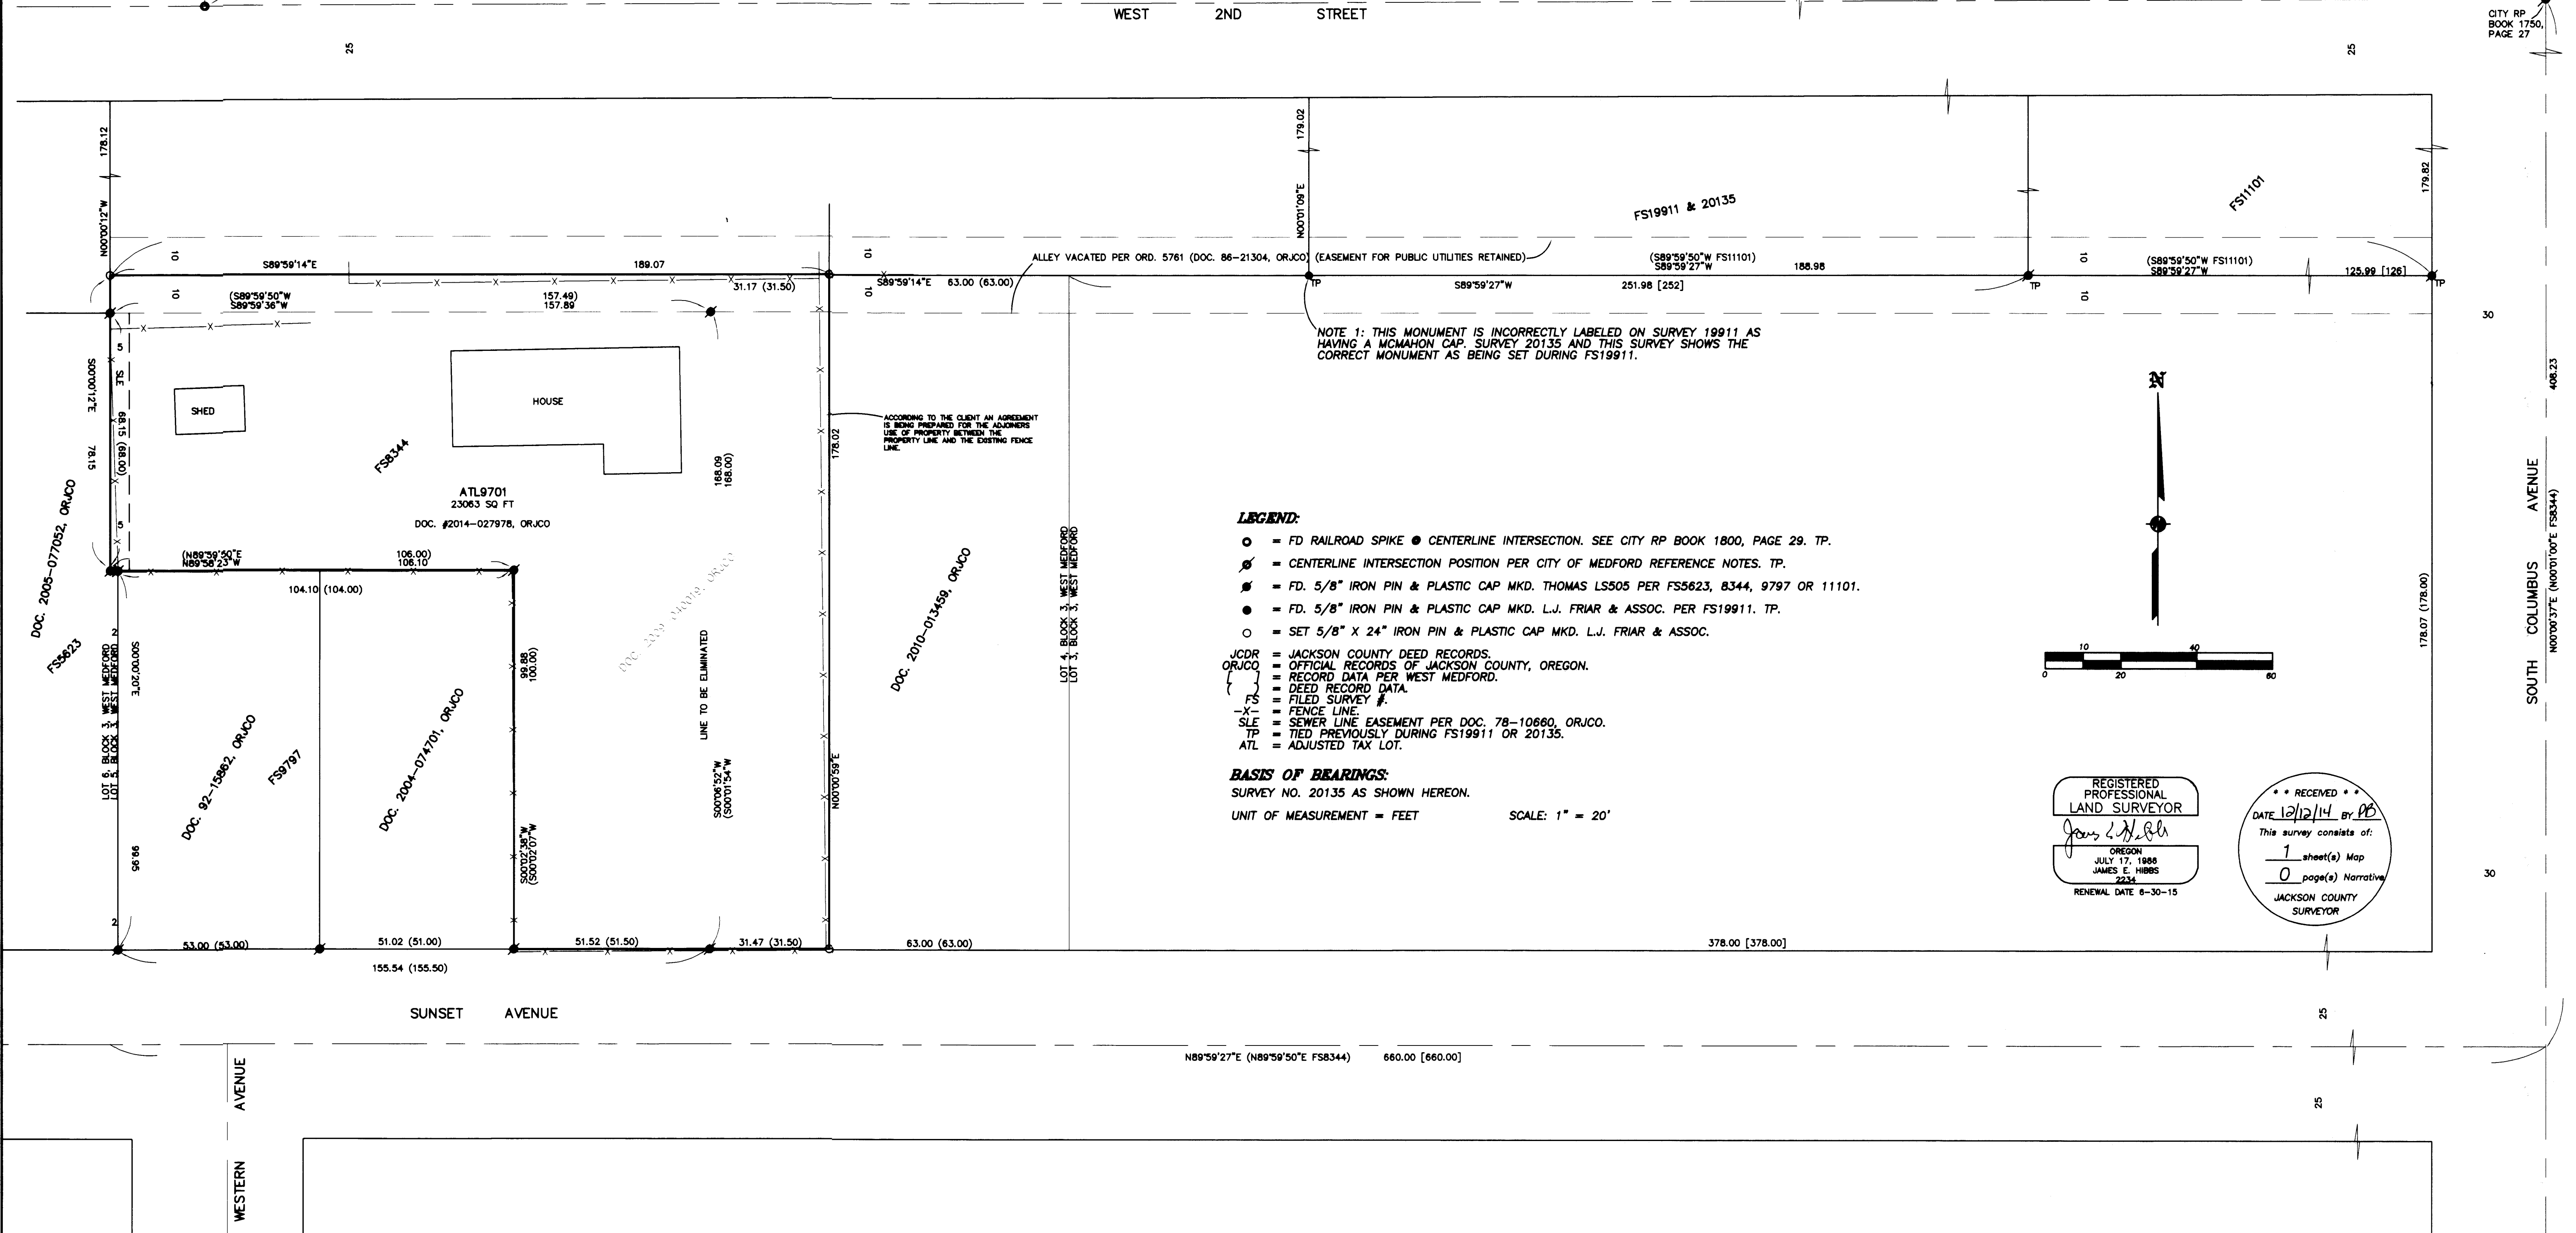 WEST 2ND STREET
CITY RP
BOOK 1750,
PAGE 27
25
25
178.12
N00°00'12"W
179.02
N00°01'09"E
FS19911 & 20135
FS11101
179.82
10
10
10
10
10
10
S89°59'14"E 189.07
ALLEY VACATED PER ORD. 5761 (DOC. 86-21304, ORJCO) (EASEMENT FOR PUBLIC UTILITIES RETAINED)
(S89°59'50"W FS11101)
S89°59'27"W 188.98
(S89°59'50"W FS11101)
S89°59'27"W 125.99 [126]
31.17 (31.50)
S89°59'14"E 63.00 (63.00)
TP
S89°59'27"W 251.98 [252]
TP
TP
(S89°59'50"W 157.49)
S89°59'36"W 157.89
30
NOTE 1: THIS MONUMENT IS INCORRECTLY LABELED ON SURVEY 19911 AS
HAVING A MCMAHON CAP. SURVEY 20135 AND THIS SURVEY SHOWS THE
CORRECT MONUMENT AS BEING SET DURING FS19911.
5
SLE
68.15 (68.00)
5
S00°00'12"E 78.15
SHED
HOUSE
FS8344
ACCORDING TO THE CLIENT AN AGREEMENT
IS BEING PREPARED FOR THE ADJOINERS
USE OF PROPERTY BETWEEN THE
PROPERTY LINE AND THE EXISTING FENCE
LINE.
178.02
168.09
168.00)
ATL9701
23063 SQ FT
DOC. #2014-027978, ORJCO
DOC. 2005-077052, ORJCO
FS5623
(N89°59'50"E 106.00)
N89°58'23"W 106.10
104.10 (104.00)
LOT 6, BLOCK 3, WEST MEDFORD
LOT 5, BLOCK 3, WEST MEDFORD
2
S00°00'20"E
99.95
2
DOC. 92-15862, ORJCO
FS9797
DOC. 2004-074701, ORJCO
99.88
100.00)
S00°02'38"W
(S00°02'07"W
LINE TO BE ELIMINATED
S00°06'52"W
(S00°01'54"W
N00°00'59"E
DOC. 2010-013459, ORJCO
LOT 4, BLOCK 3, WEST MEDFORD
LOT 3, BLOCK 3, WEST MEDFORD
LEGEND:
= FD RAILROAD SPIKE @ CENTERLINE INTERSECTION. SEE CITY RP BOOK 1800, PAGE 29. TP.
= CENTERLINE INTERSECTION POSITION PER CITY OF MEDFORD REFERENCE NOTES. TP.
= FD. 5/8" IRON PIN & PLASTIC CAP MKD. THOMAS LS505 PER FS5623, 8344, 9797 OR 11101.
= FD. 5/8" IRON PIN & PLASTIC CAP MKD. L.J. FRIAR & ASSOC. PER FS19911. TP.
= SET 5/8" X 24" IRON PIN & PLASTIC CAP MKD. L.J. FRIAR & ASSOC.
JCDR = JACKSON COUNTY DEED RECORDS.
ORJCO = OFFICIAL RECORDS OF JACKSON COUNTY, OREGON.
[ ] = RECORD DATA PER WEST MEDFORD.
( ) = DEED RECORD DATA.
FS = FILED SURVEY #.
-X- = FENCE LINE.
SLE = SEWER LINE EASEMENT PER DOC. 78-10660, ORJCO.
TP = TIED PREVIOUSLY DURING FS19911 OR 20135.
ATL = ADJUSTED TAX LOT.
BASIS OF BEARINGS:
SURVEY NO. 20135 AS SHOWN HEREON.
UNIT OF MEASUREMENT = FEET SCALE: 1" = 20'
N
10 40
0 20 60
178.07 (178.00)
SOUTH COLUMBUS AVENUE
N00°00'37"E (N00°01'00"E FS8344) 408.23
REGISTERED
PROFESSIONAL
LAND SURVEYOR
OREGON
JULY 17, 1986
JAMES E. HIBBS
2234
RENEWAL DATE 6-30-15
* * RECEIVED * *
DATE 12/12/14 BY PB
This survey consists of:
1 sheet(s) Map
0 page(s) Narrative
JACKSON COUNTY
SURVEYOR
30
53.00 (53.00)
51.02 (51.00)
51.52 (51.50)
31.47 (31.50)
63.00 (63.00)
378.00 [378.00]
155.54 (155.50)
SUNSET AVENUE
25
N89°59'27"E (N89°59'50"E FS8344) 660.00 [660.00]
WESTERN AVENUE
25